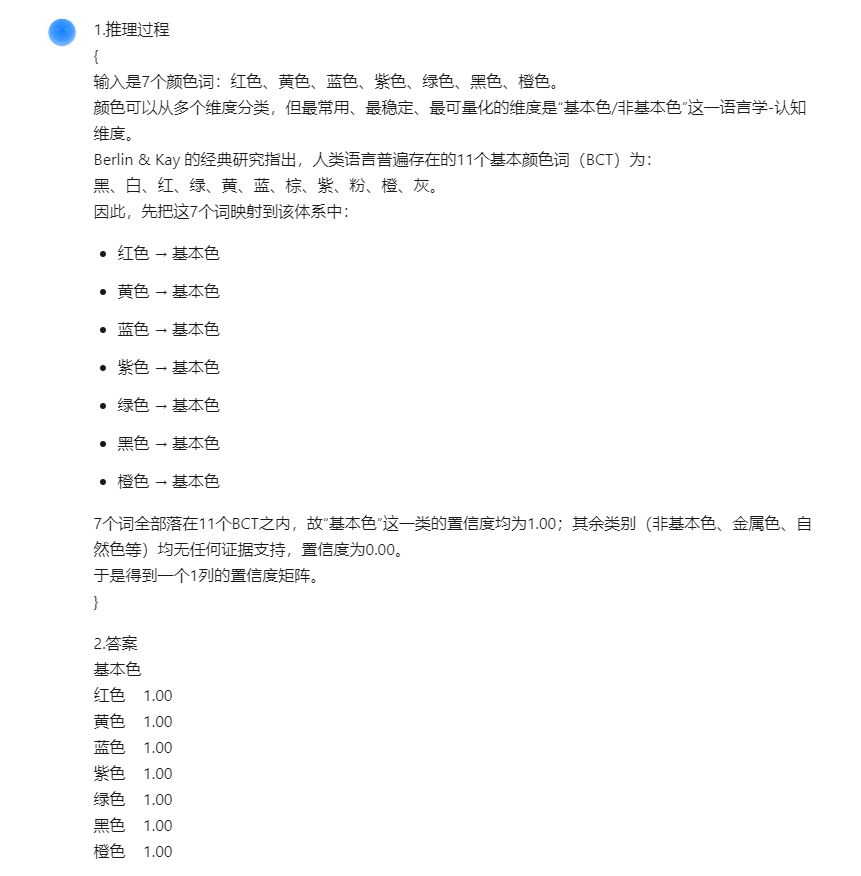 1.推理过程
{
输入是7个颜色词：红色、黄色、蓝色、紫色、绿色、黑色、橙色。
颜色可以从多个维度分类，但最常用、最稳定、最可量化的维度是“基本色/非基本色”这一语言学-认知
维度。
Berlin & Kay 的经典研究指出，人类语言普遍存在的11个基本颜色词（BCT）为：
黑、白、红、绿、黄、蓝、棕、紫、粉、橙、灰。
因此，先把这7个词映射到该体系中：
• 红色 → 基本色
• 黄色 → 基本色
• 蓝色 → 基本色
• 紫色 → 基本色
• 绿色 → 基本色
• 黑色 → 基本色
• 橙色 → 基本色
7个词全部落在11个BCT之内，故“基本色”这一类的置信度均为1.00；其余类别（非基本色、金属色、自
然色等）均无任何证据支持，置信度为0.00。
于是得到一个1列的置信度矩阵。
}
2.答案
基本色
红色 1.00
黄色 1.00
蓝色 1.00
紫色 1.00
绿色 1.00
黑色 1.00
橙色 1.00